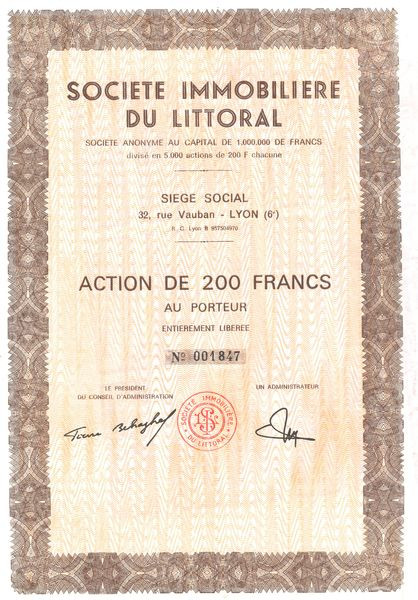 SOCIETE IMMOBILIERE
DU LITTORAL
SOCIETE ANONYME AU CAPITAL DE 1.000.000 DE FRANCS
divisé en 5.000 actions de 200 F chacune
SIEGE SOCIAL
32, rue Vauban - LYON (6e)
R. C. Lyon B 957504970
ACTION DE 200 FRANCS
AU PORTEUR
ENTIEREMENT LIBEREE
No 001847
LE PRESIDENT
DU CONSEIL D'ADMINISTRATION
UN ADMINISTRATEUR
SOCIETE IMMOBILIERE
DU LITTORAL